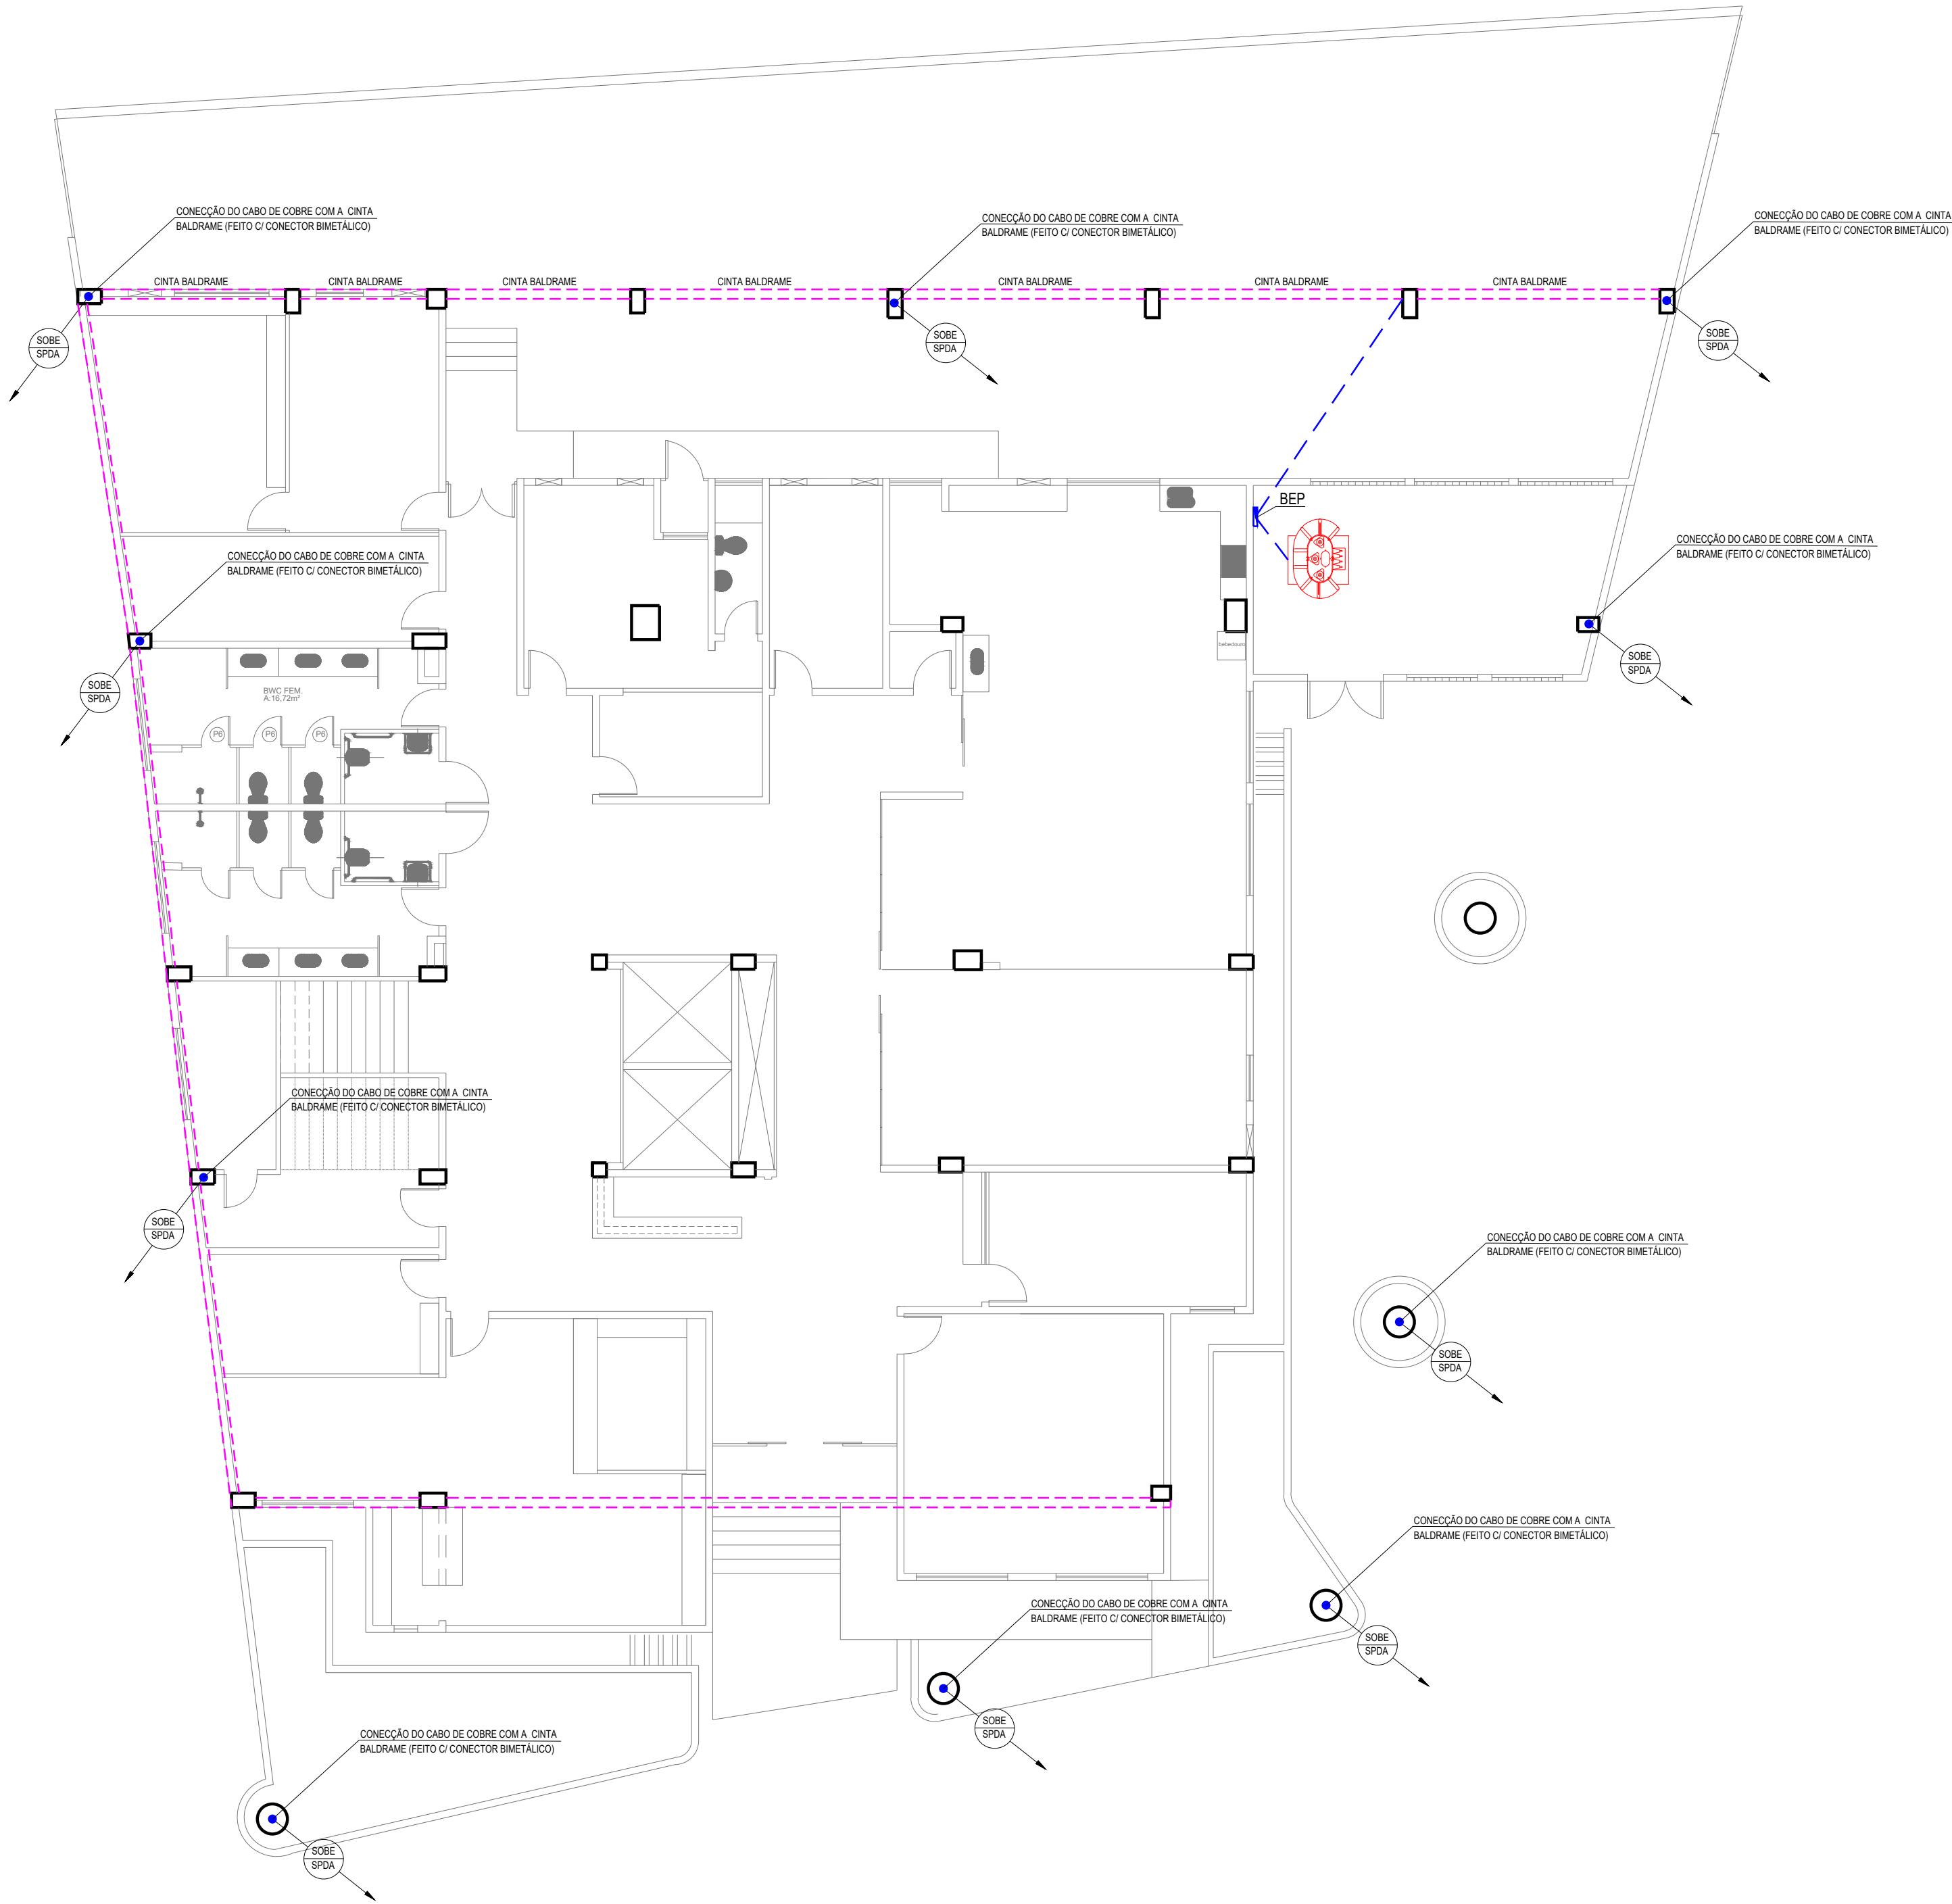 CONECÇÃO DO CABO DE COBRE COM A CINTA
BALDRAME (FEITO C/ CONECTOR BIMETÁLICO)
CONECÇÃO DO CABO DE COBRE COM A CINTA
BALDRAME (FEITO C/ CONECTOR BIMETÁLICO)
CONECÇÃO DO CABO DE COBRE COM A CINTA
BALDRAME (FEITO C/ CONECTOR BIMETÁLICO)
CINTA BALDRAME
CINTA BALDRAME
CINTA BALDRAME
CINTA BALDRAME
CINTA BALDRAME
CINTA BALDRAME
CINTA BALDRAME
SOBE
SPDA
SOBE
SPDA
SOBE
SPDA
BEP
CONECÇÃO DO CABO DE COBRE COM A CINTA
BALDRAME (FEITO C/ CONECTOR BIMETÁLICO)
CONECÇÃO DO CABO DE COBRE COM A CINTA
BALDRAME (FEITO C/ CONECTOR BIMETÁLICO)
bebedouro
SOBE
SPDA
SOBE
SPDA
BWC FEM.
A:16,72m²
P6
P6
P6
CONECÇÃO DO CABO DE COBRE COM A CINTA
BALDRAME (FEITO C/ CONECTOR BIMETÁLICO)
SOBE
SPDA
CONECÇÃO DO CABO DE COBRE COM A CINTA
BALDRAME (FEITO C/ CONECTOR BIMETÁLICO)
SOBE
SPDA
CONECÇÃO DO CABO DE COBRE COM A CINTA
BALDRAME (FEITO C/ CONECTOR BIMETÁLICO)
CONECÇÃO DO CABO DE COBRE COM A CINTA
BALDRAME (FEITO C/ CONECTOR BIMETÁLICO)
SOBE
SPDA
SOBE
SPDA
CONECÇÃO DO CABO DE COBRE COM A CINTA
BALDRAME (FEITO C/ CONECTOR BIMETÁLICO)
SOBE
SPDA